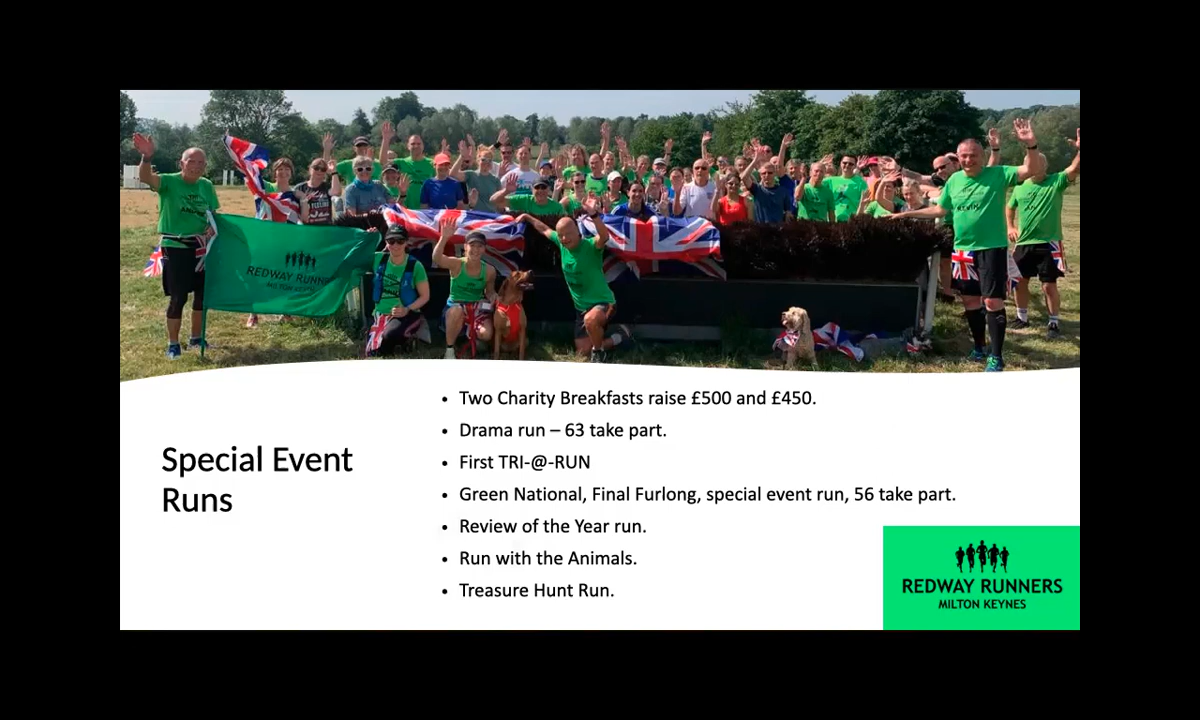 REDWAY RUNNERS
MILTON KEYNES
KEVIN
Special Event
Runs
• Two Charity Breakfasts raise £500 and £450.
• Drama run – 63 take part.
• First TRI-@-RUN
• Green National, Final Furlong, special event run, 56 take part.
• Review of the Year run.
• Run with the Animals.
• Treasure Hunt Run.
REDWAY RUNNERS
MILTON KEYNES